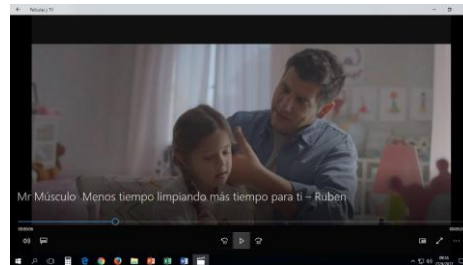 Películas y TV
Mr Músculo Menos tiempo limpiando más tiempo para ti – Ruben